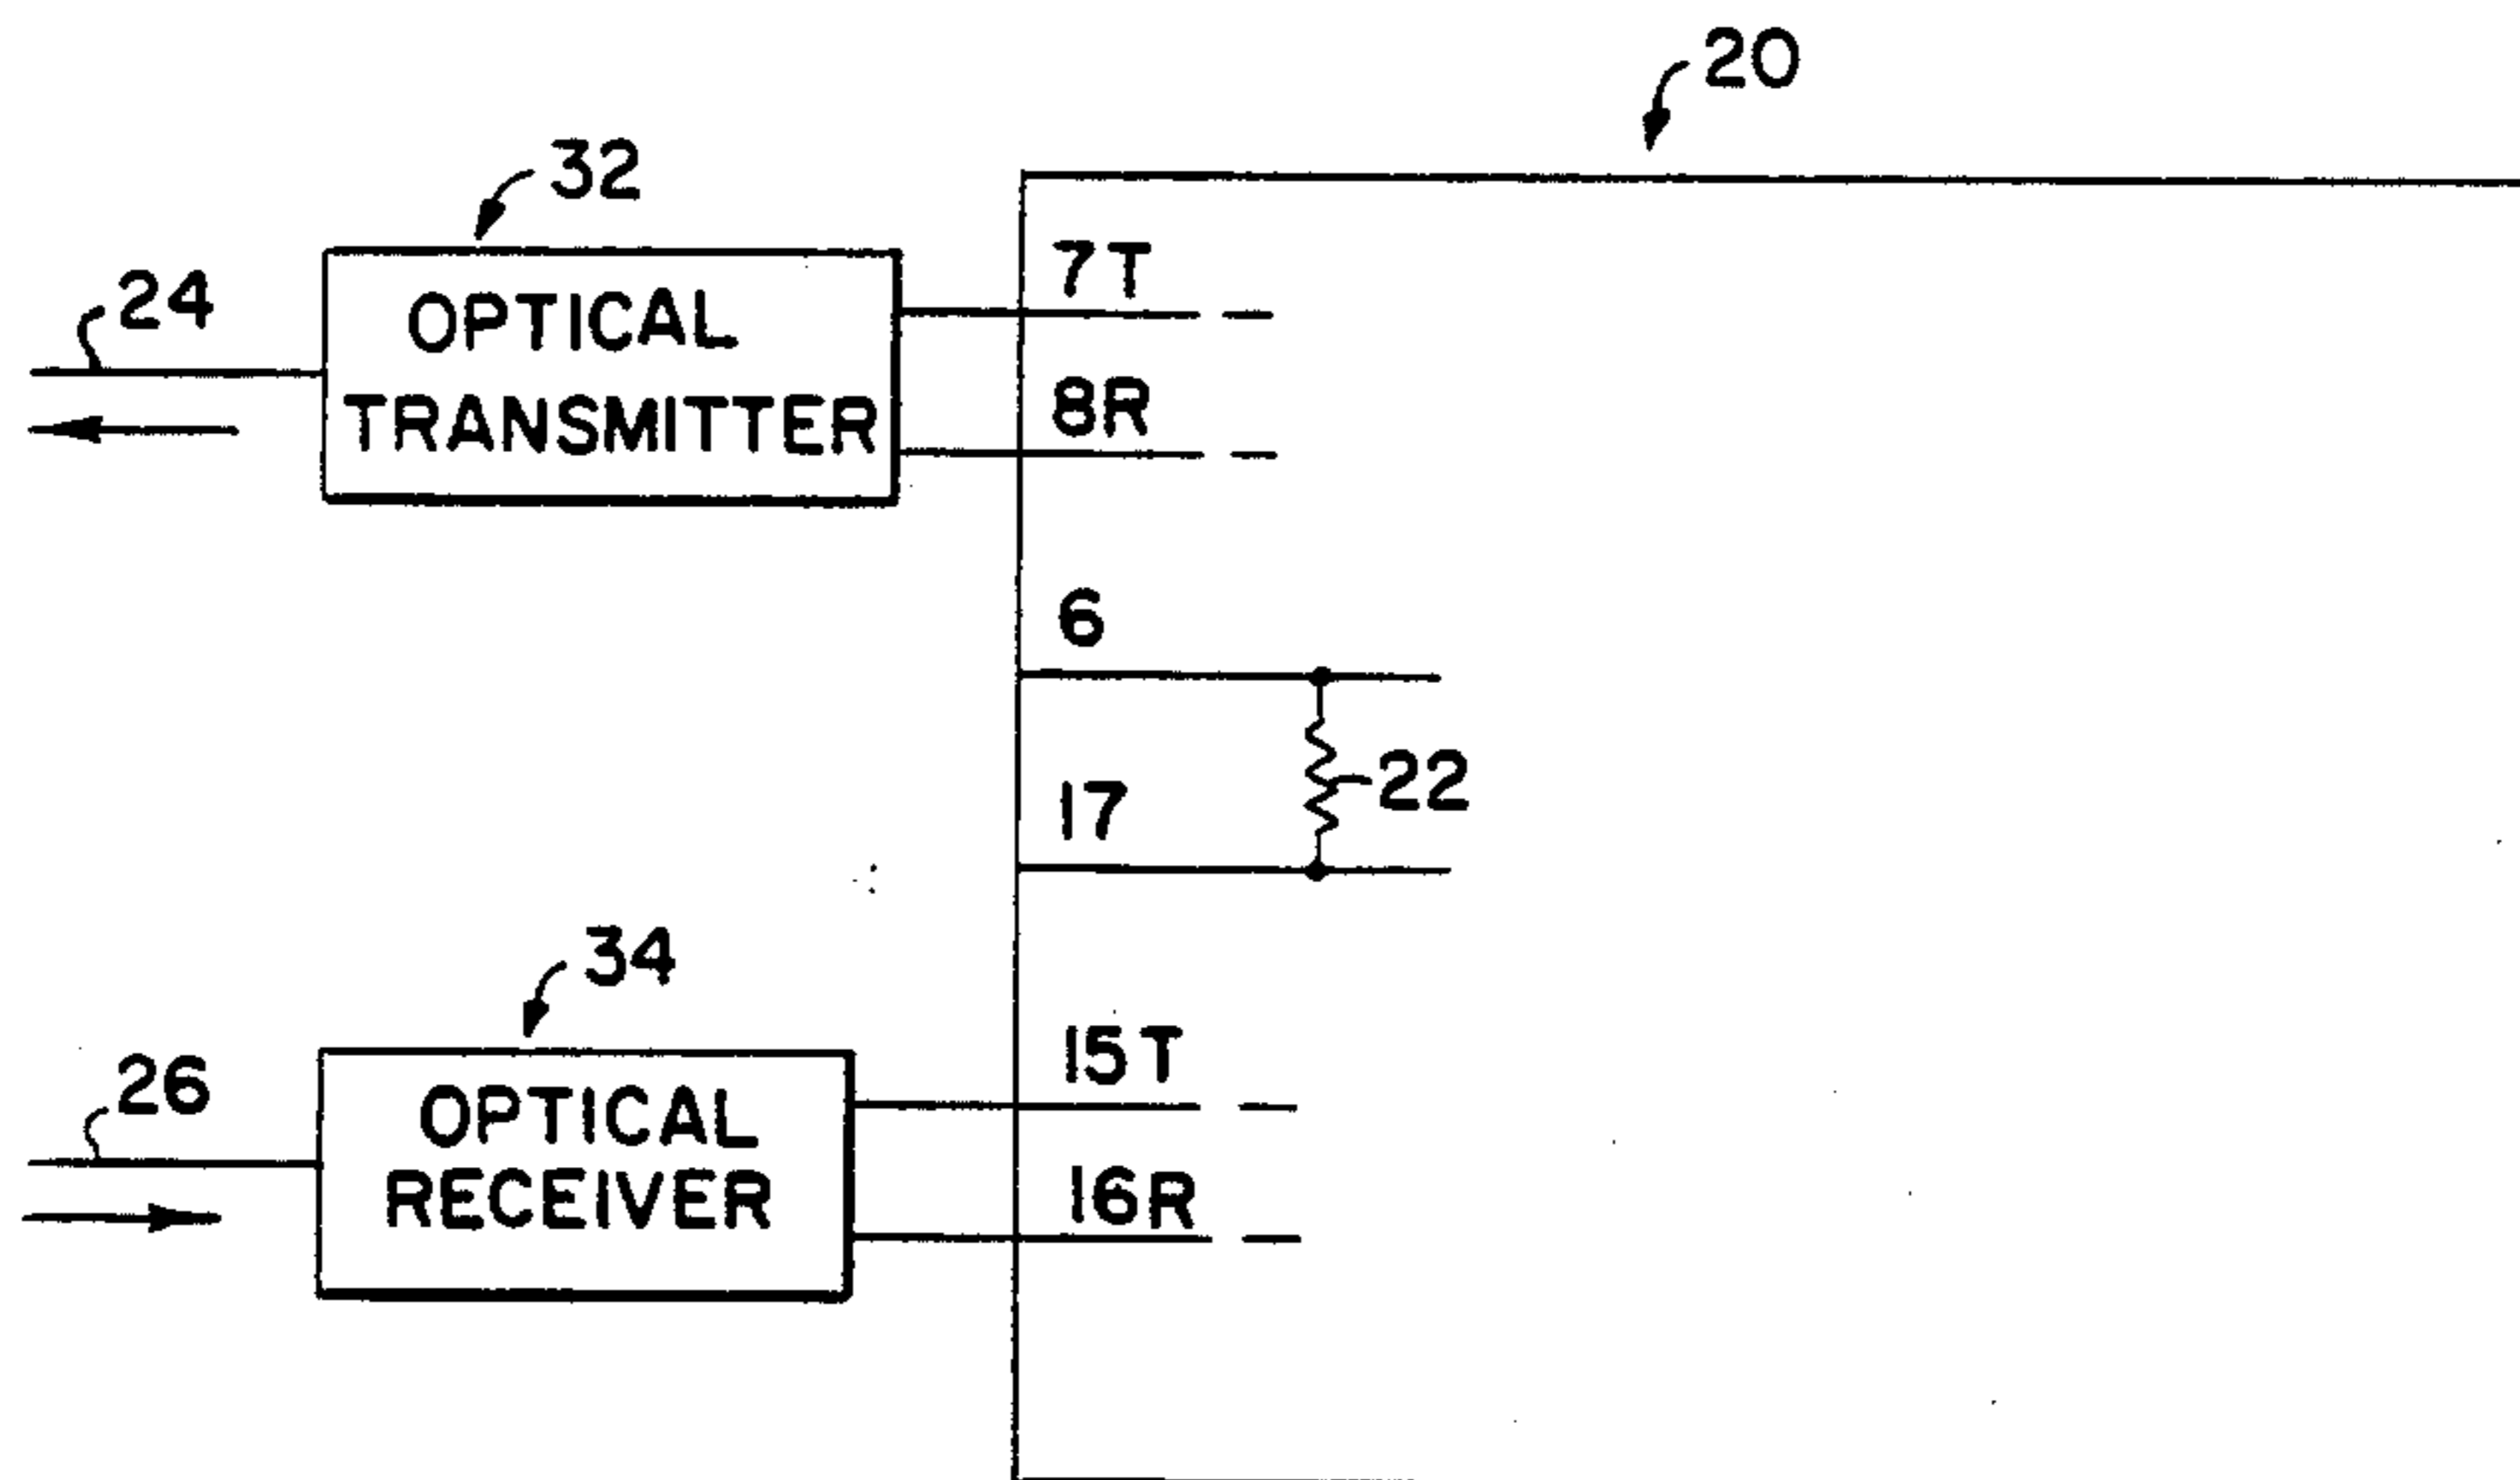 20
32
24
OPTICAL
TRANSMITTER
7T
8R
6
22
17
34
26
OPTICAL
RECEIVER
15T
16R